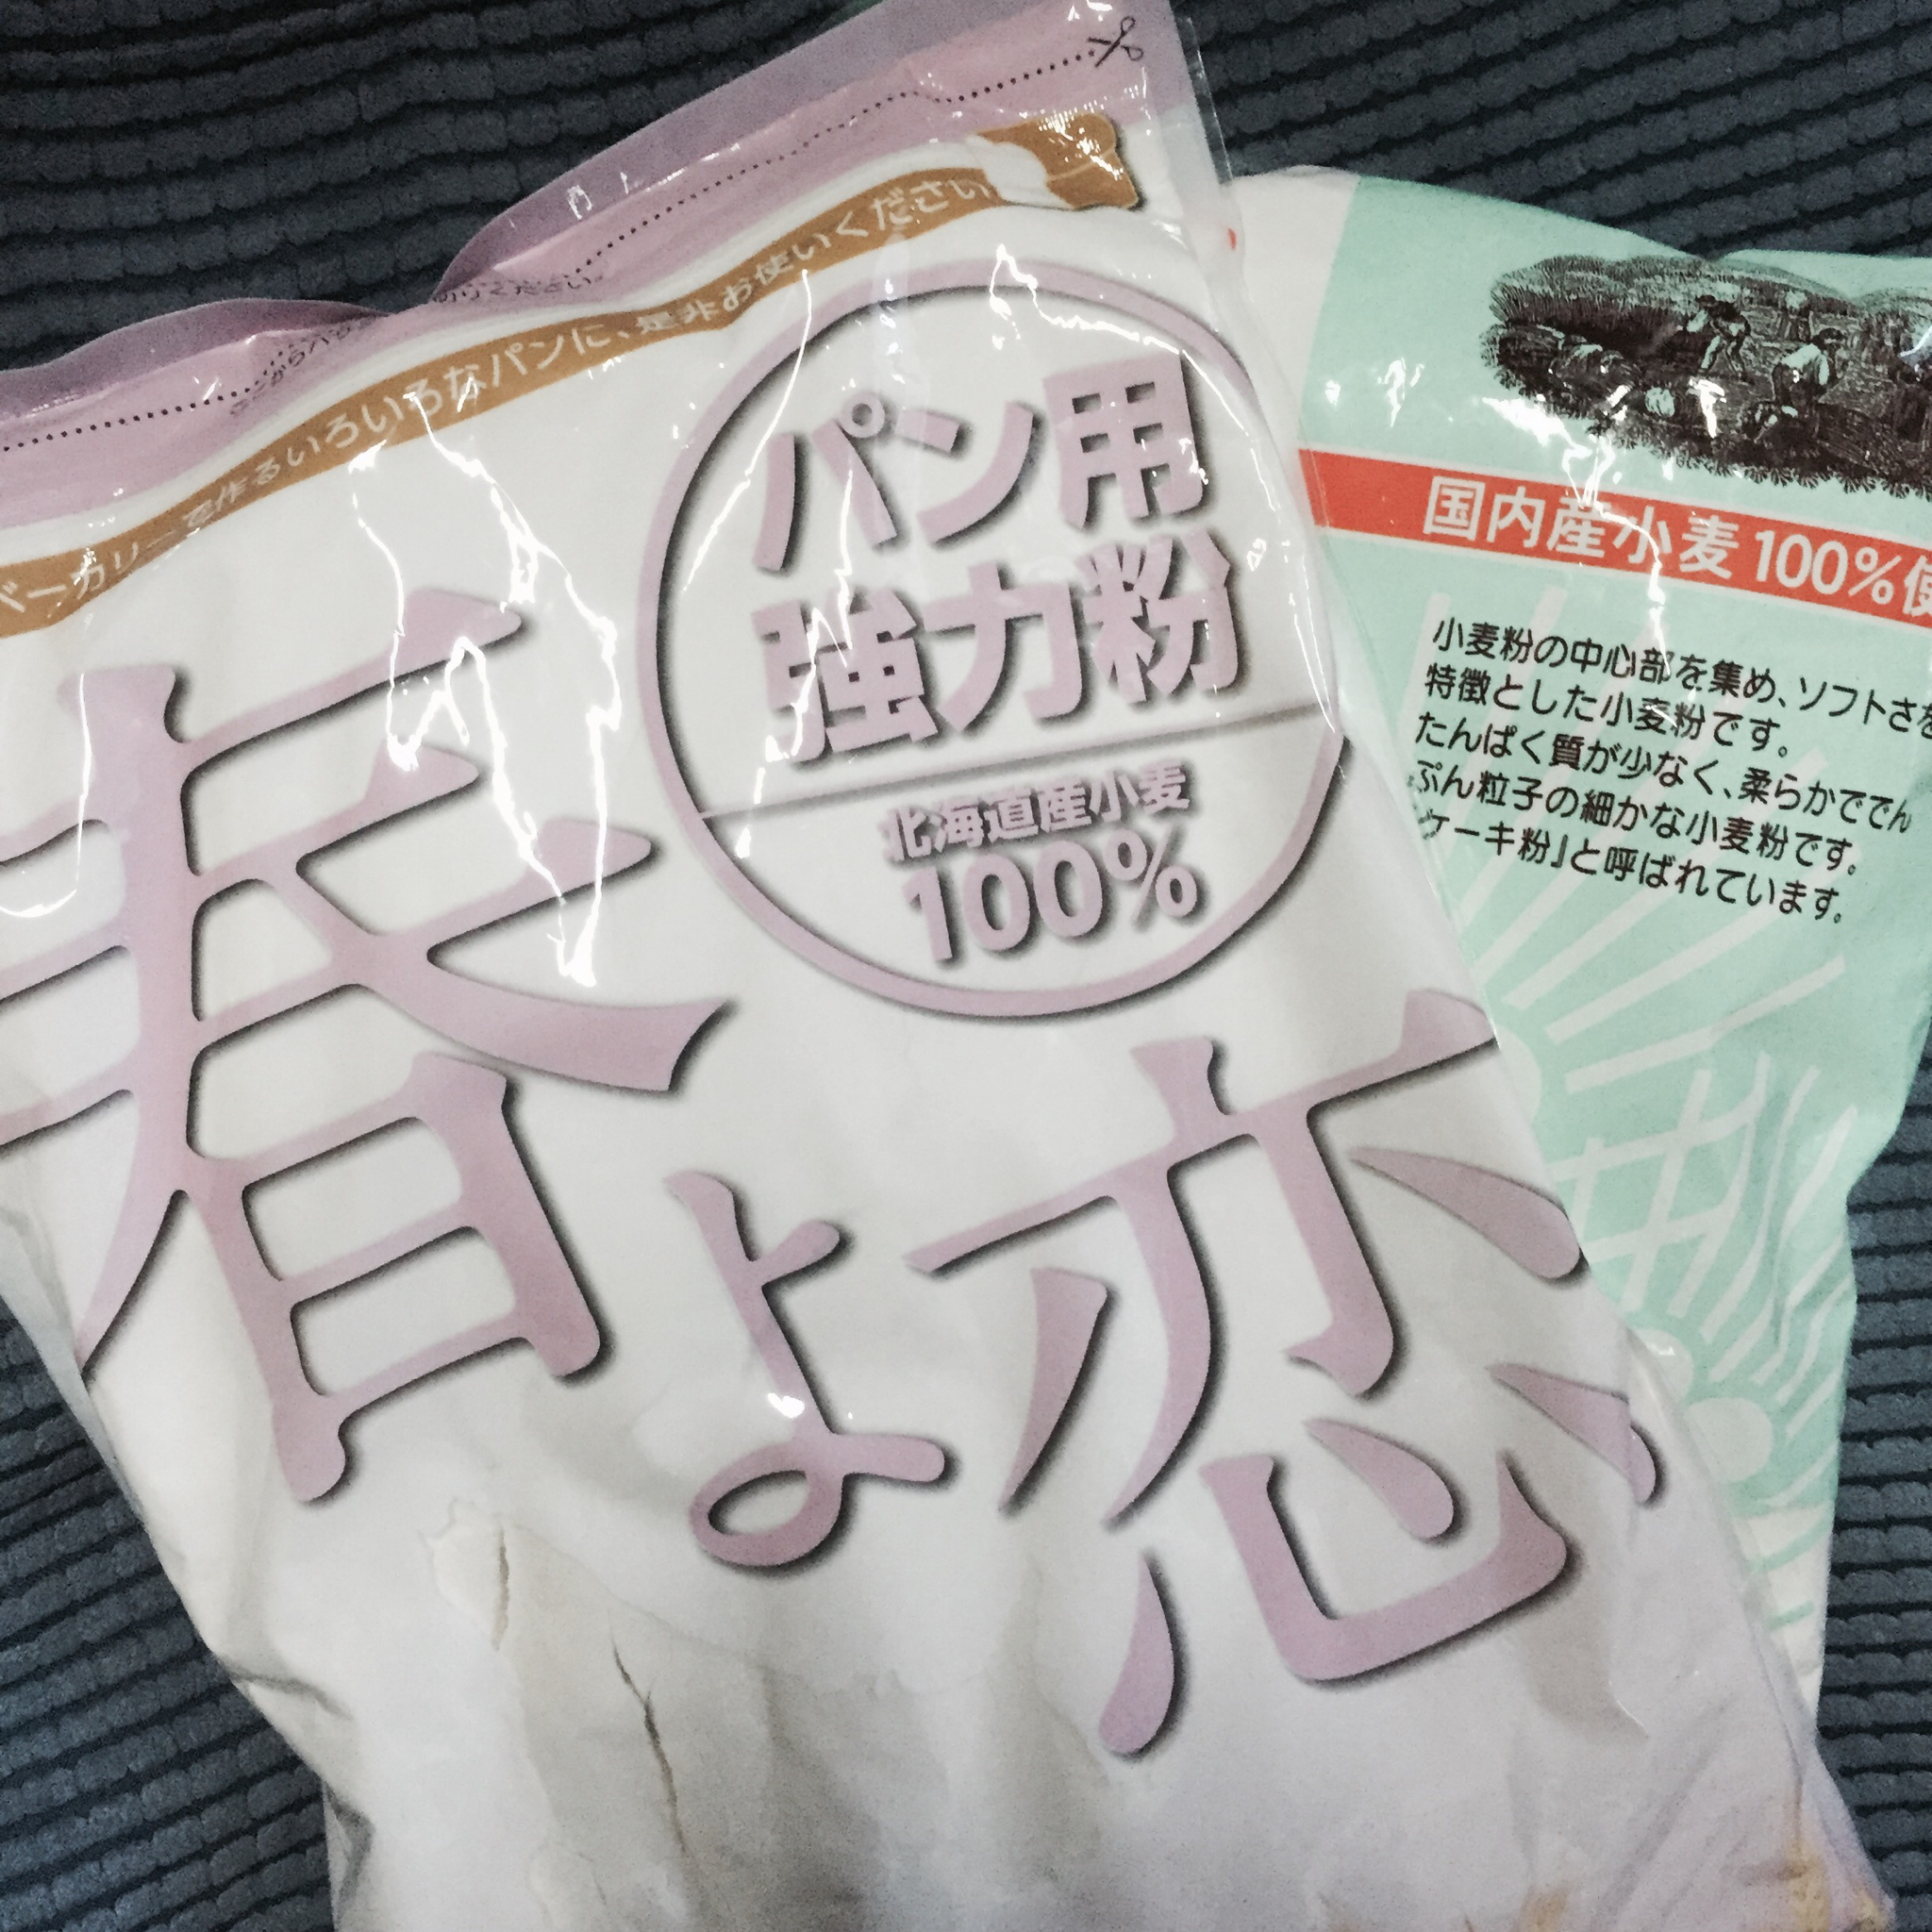 ベーカリーで作るいろいろなパンに、是非お使いください
パン用
強力粉
北海道産小麦
100%
春よ恋
国内産小麦100%使
小麦粉の中心部を集め、ソフトさを
特徴とした小麦粉です。
たんぱく質が少なく、柔らかででん
ぷん粒子の細かな小麦粉です。
ケーキ粉」と呼ばれています。